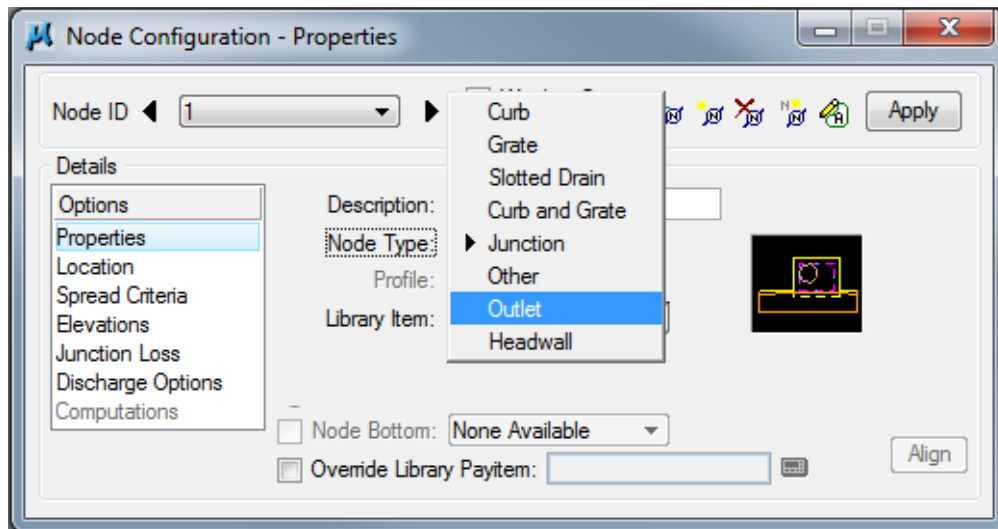 Node Configuration - Properties
Node ID 1 Apply
Details
Options
Properties
Location
Spread Criteria
Elevations
Junction Loss
Discharge Options
Computations
Description:
Node Type:
Profile:
Library Item:
Curb
Grate
Slotted Drain
Curb and Grate
Junction
Other
Outlet
Headwall
Node Bottom: None Available
Override Library Payitem:
Align